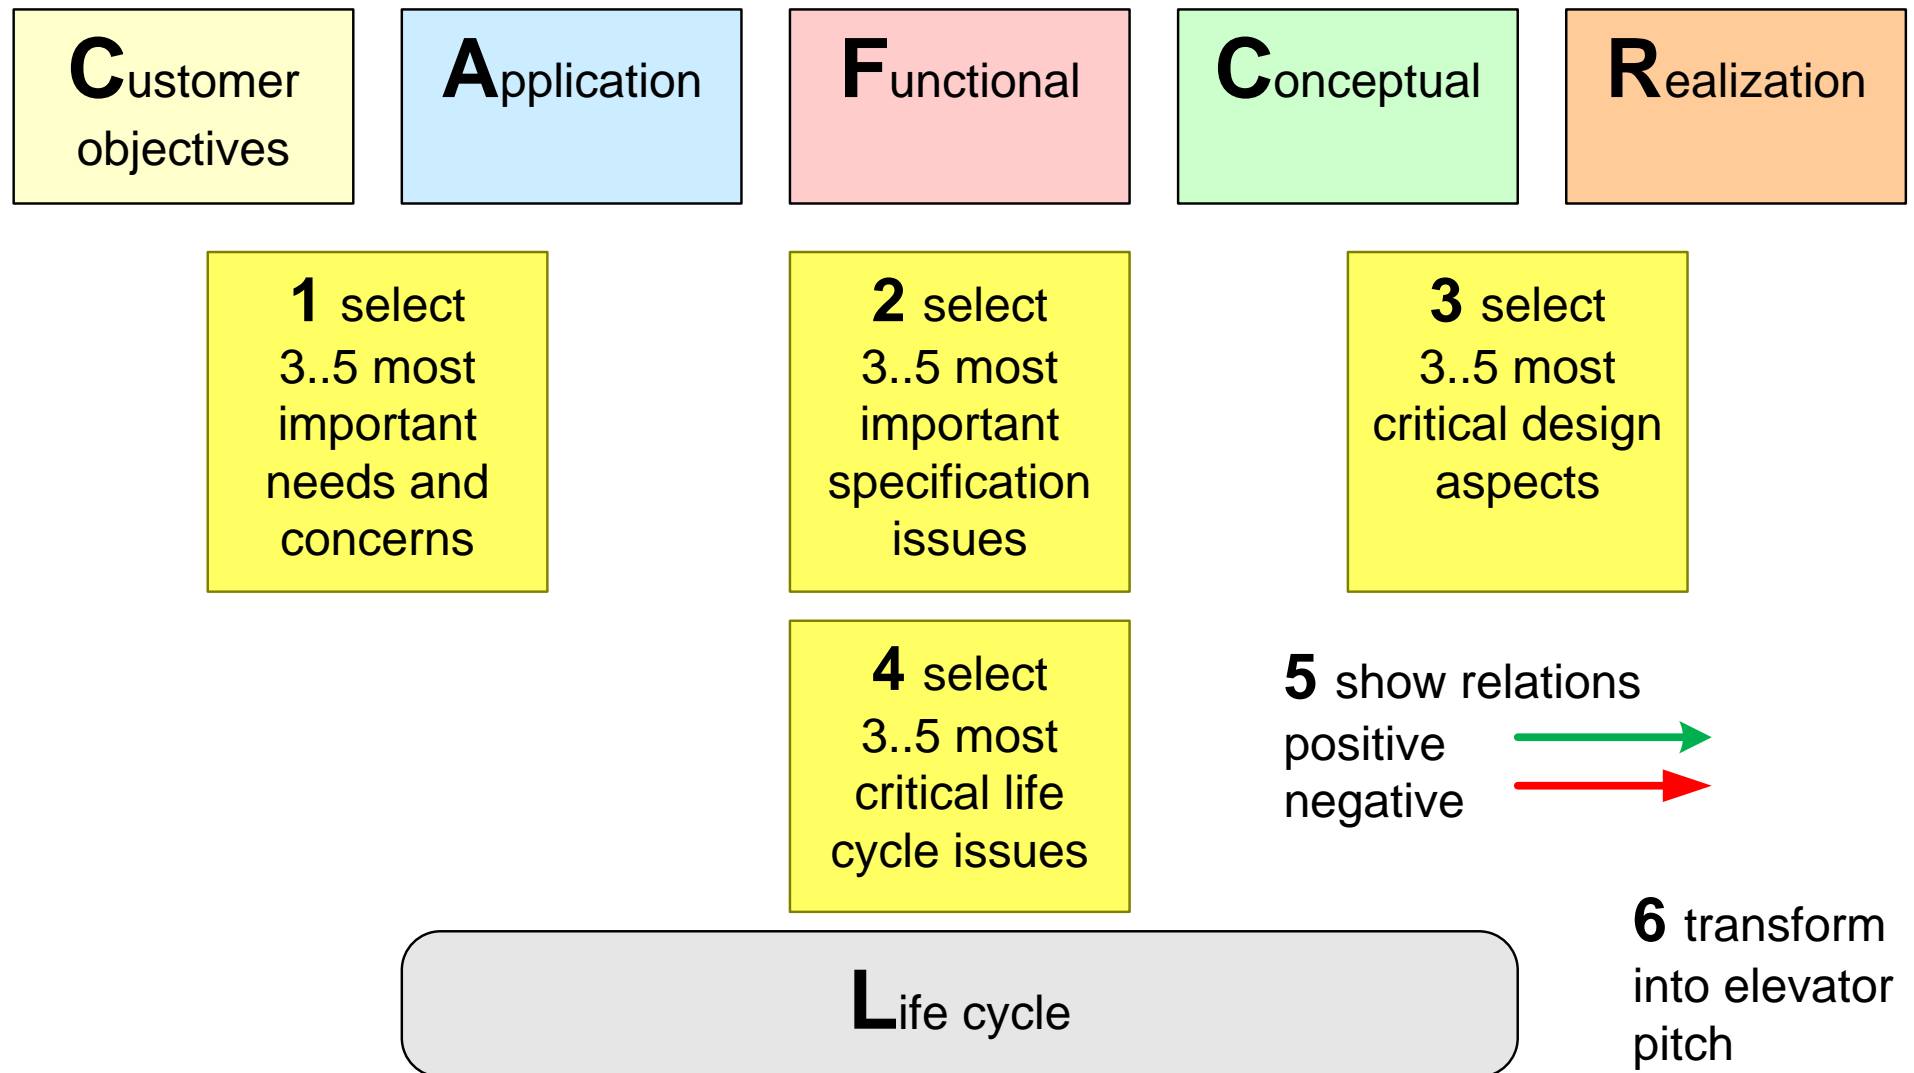 Customer
objectives
Application
Functional
Conceptual
Realization
1 select
3..5 most
important
needs and
concerns
2 select
3..5 most
important
specification
issues
3 select
3..5 most
critical design
aspects
4 select
3..5 most
critical life
cycle issues
5 show relations
positive
negative
6 transform
into elevator
pitch
Life cycle